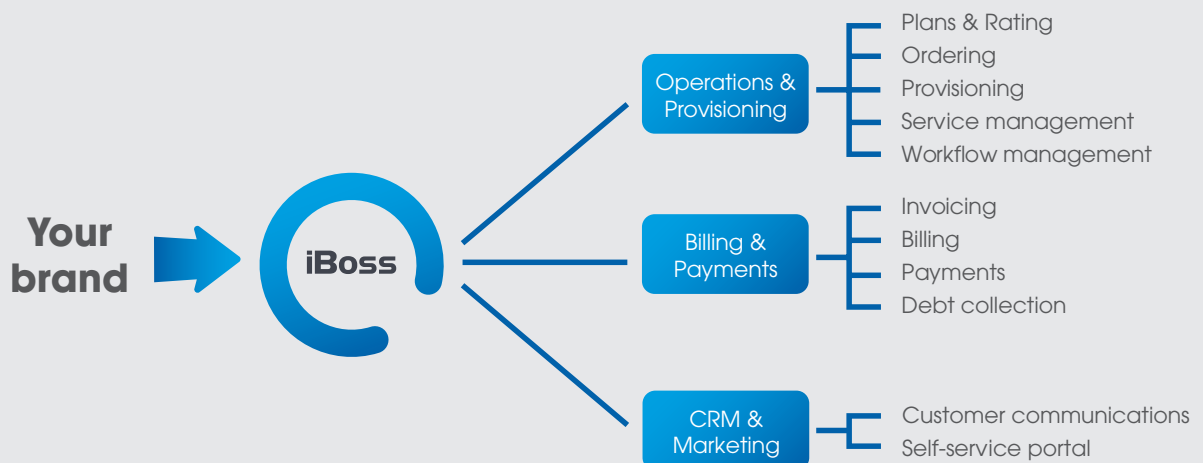 Your
brand
iBoss
Operations &
Provisioning
Plans & Rating
Ordering
Provisioning
Service management
Workflow management
Billing &
Payments
Invoicing
Billing
Payments
Debt collection
CRM &
Marketing
Customer communications
Self-service portal